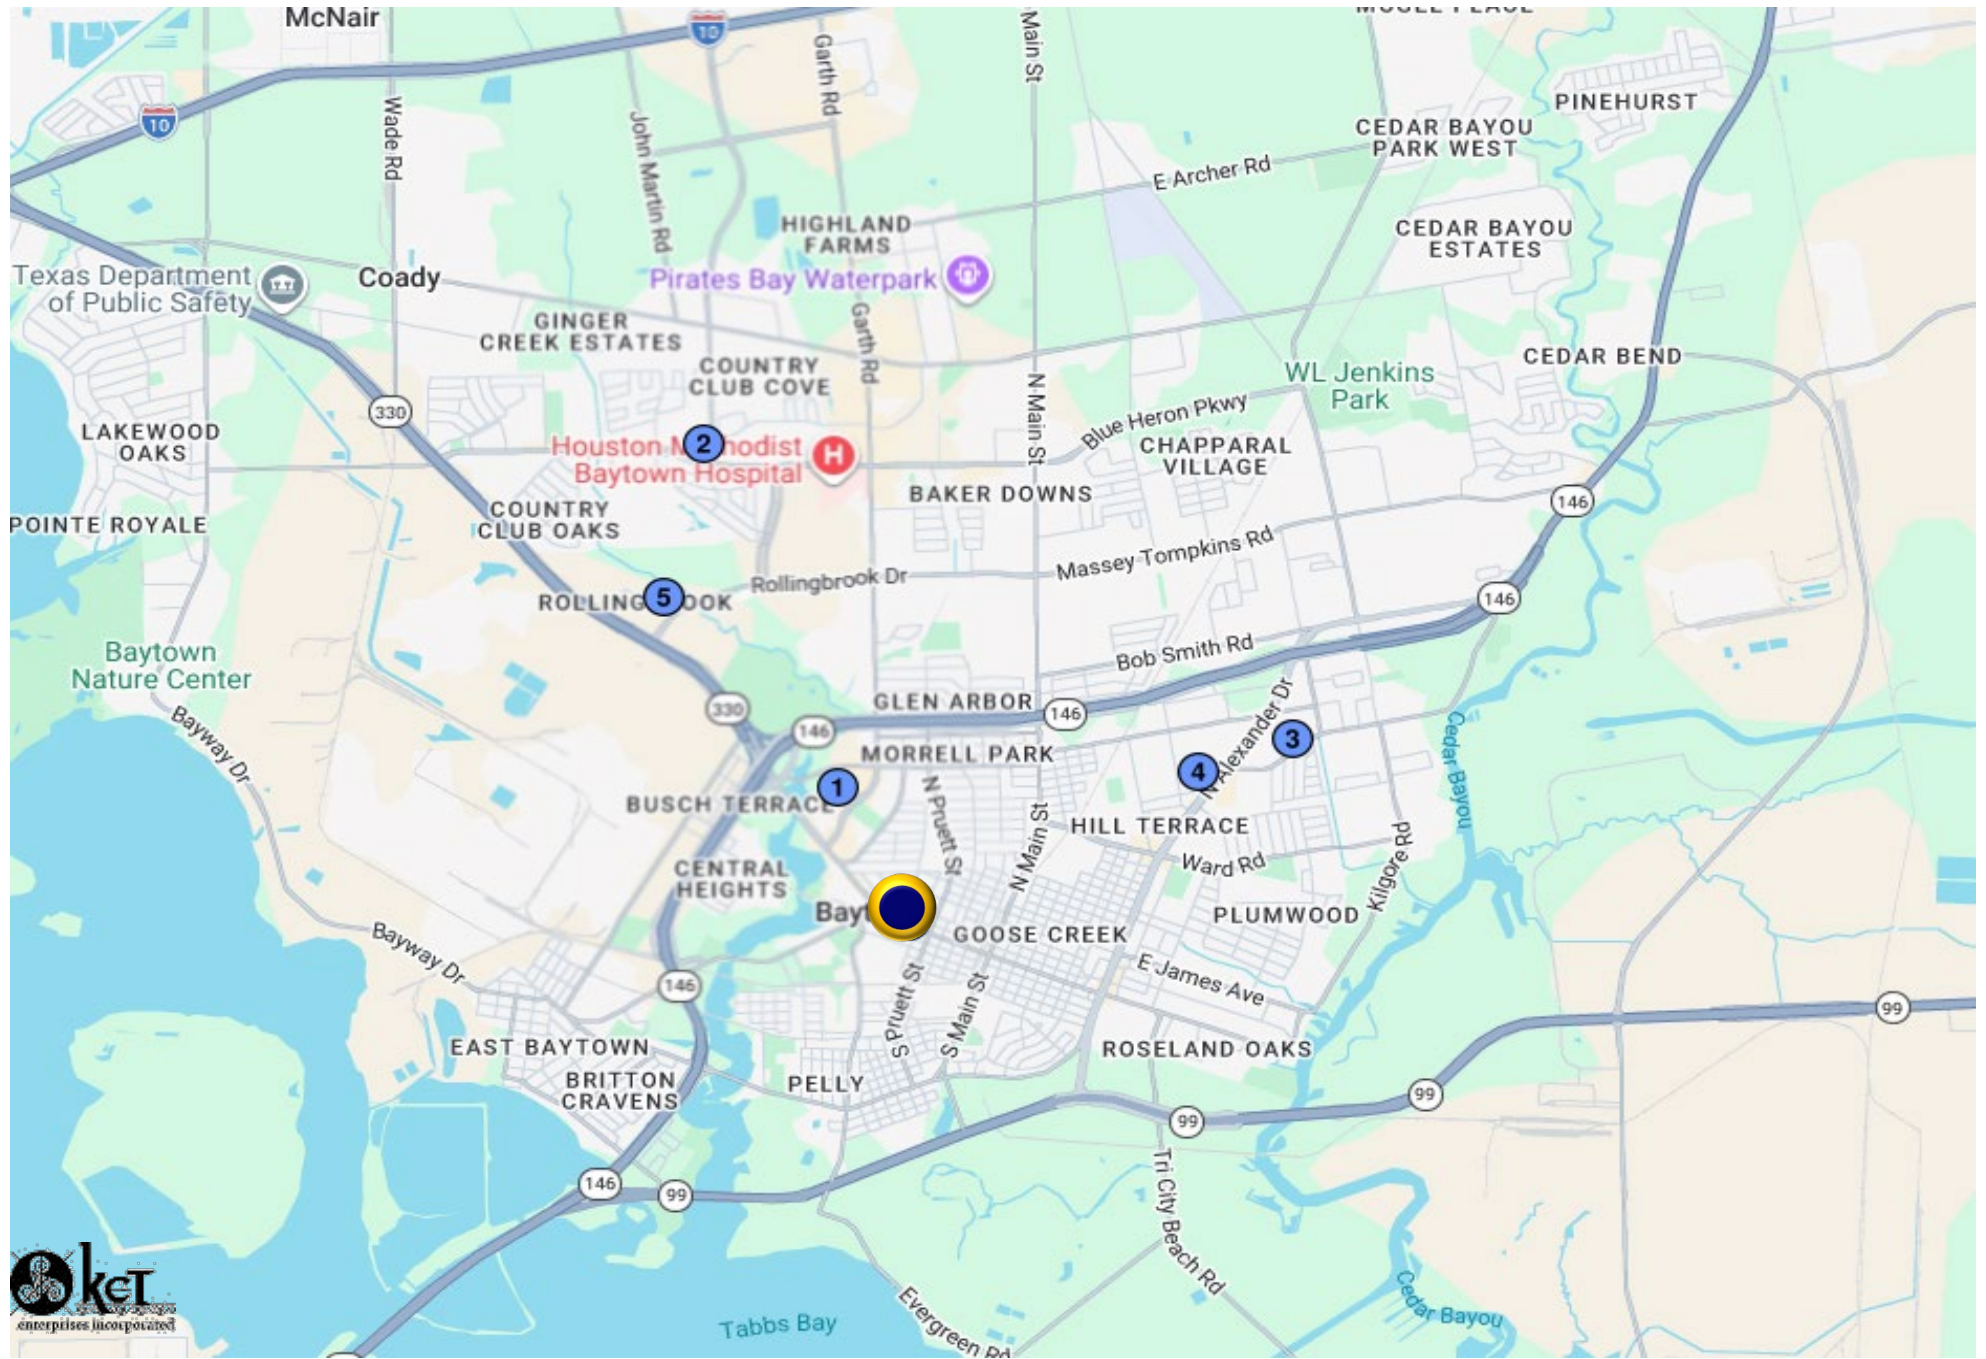 McNair
10
Garth Rd
Main St
10
Wade Rd
John Martin Rd
PINEHURST
CEDAR BAYOU
PARK WEST
E Archer Rd
HIGHLAND
FARMS
CEDAR BAYOU
ESTATES
Texas Department
of Public Safety
Coady
Pirates Bay Waterpark
GINGER
CREEK ESTATES
Garth Rd
COUNTRY
CLUB COVE
CEDAR BEND
WL Jenkins
Park
330
N Main St
Blue Heron Pkwy
LAKEWOOD
OAKS
2
Houston M hodist
Baytown Hospital
H
CHAPPARAL
VILLAGE
BAKER DOWNS
146
COUNTRY
CLUB OAKS
POINTE ROYALE
Massey Tompkins Rd
Rollingbrook Dr
5
ROLLING OOK
146
Baytown
Nature Center
Bob Smith Rd
GLEN ARBOR
330
146
146
N Alexander Dr
Bayway Dr
MORRELL PARK
3
4
Cedar Bayou
1
BUSCH TERRACE
N Pruett St
N Main St
HILL TERRACE
Ward Rd
Kilgore Rd
CENTRAL
HEIGHTS
Bayt
PLUMWOOD
GOOSE CREEK
Bayway Dr
E James Ave
146
S Pruett St
S Main St
99
EAST BAYTOWN
ROSELAND OAKS
BRITTON
CRAVENS
PELLY
99
99
146
99
Tri City Beach Rd
kct
enterprises incorporated
Evergreen Rd
Tabbs Bay
Cedar Bayou